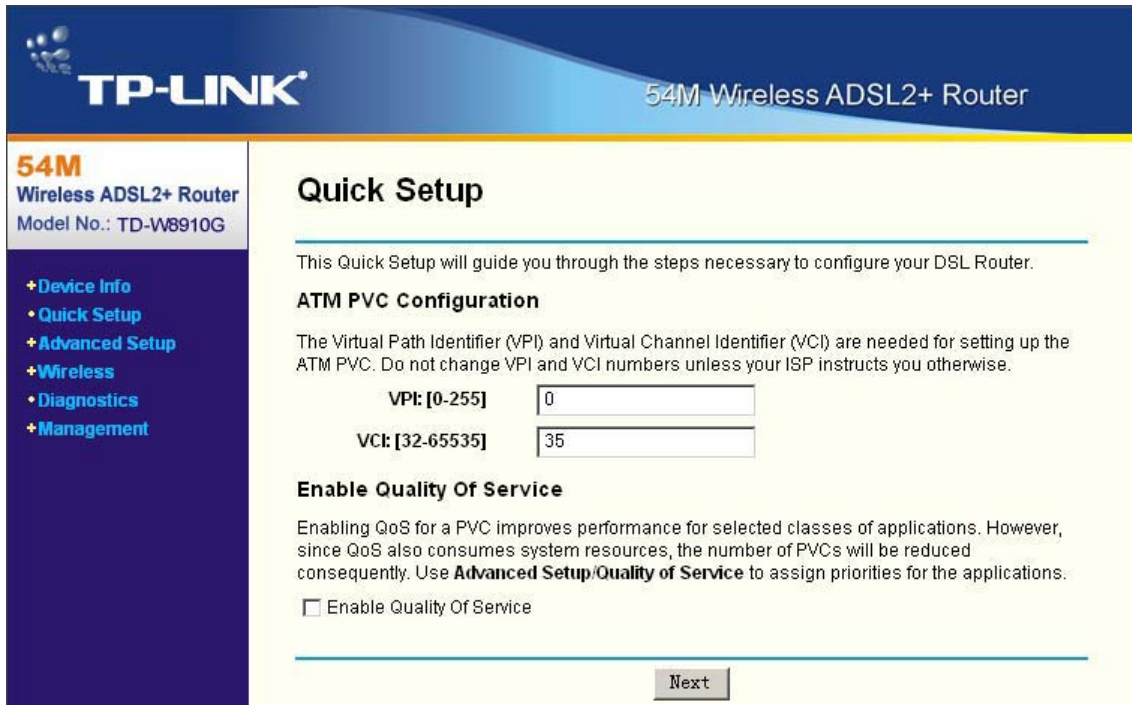 TP-LINK®
54M Wireless ADSL2+ Router
54M
Wireless ADSL2+ Router
Model No.: TD-W8910G
+Device Info
•Quick Setup
+Advanced Setup
+Wireless
•Diagnostics
+Management
Quick Setup
This Quick Setup will guide you through the steps necessary to configure your DSL Router.
ATM PVC Configuration
The Virtual Path Identifier (VPI) and Virtual Channel Identifier (VCI) are needed for setting up the
ATM PVC. Do not change VPI and VCI numbers unless your ISP instructs you otherwise.
VPI: [0-255] 0
VCI: [32-65535] 35
Enable Quality Of Service
Enabling QoS for a PVC improves performance for selected classes of applications. However,
since QoS also consumes system resources, the number of PVCs will be reduced
consequently. Use Advanced Setup/Quality of Service to assign priorities for the applications.
Enable Quality Of Service
Next